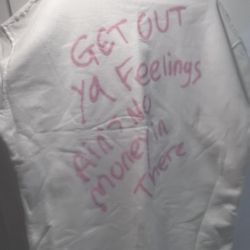 GET OUT
Ya Feelings
Ain't NO
Money in
There